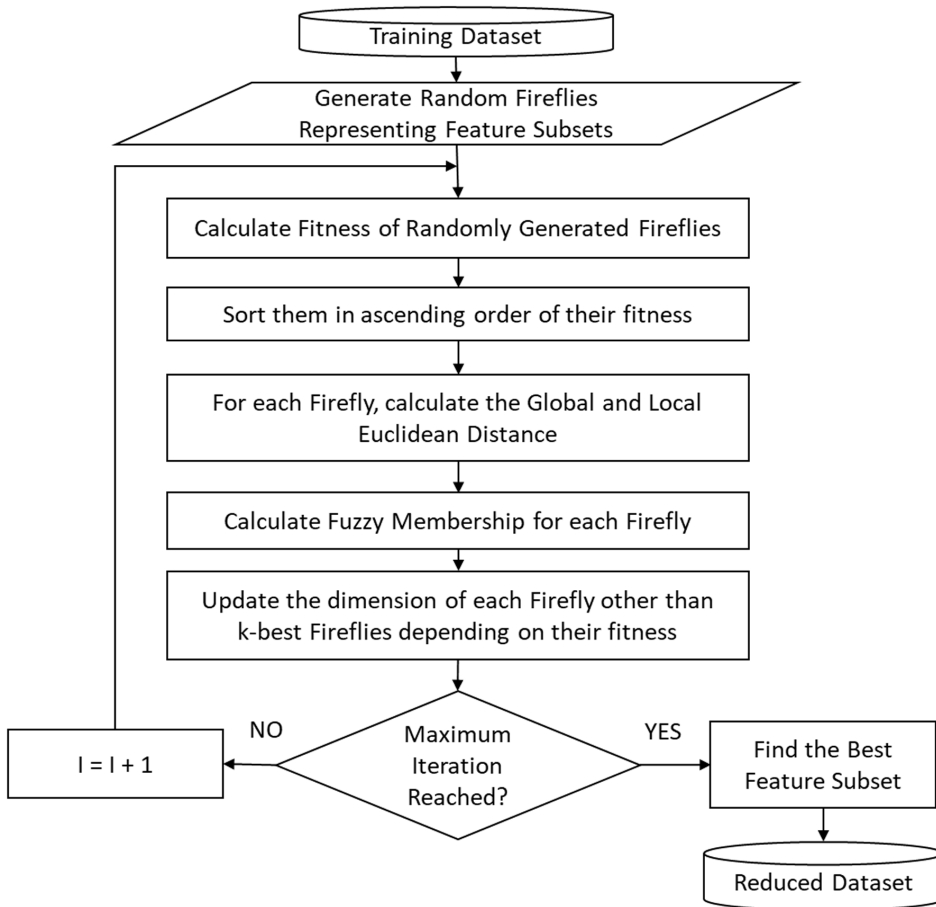 Training Dataset
Generate Random Fireflies
Representing Feature Subsets
Calculate Fitness of Randomly Generated Fireflies
Sort them in ascending order of their fitness
For each Firefly, calculate the Global and Local
Euclidean Distance
Calculate Fuzzy Membership for each Firefly
Update the dimension of each Firefly other than
k-best Fireflies depending on their fitness
Maximum
Iteration
Reached?
NO
I = I + 1
YES
Find the Best
Feature Subset
Reduced Dataset